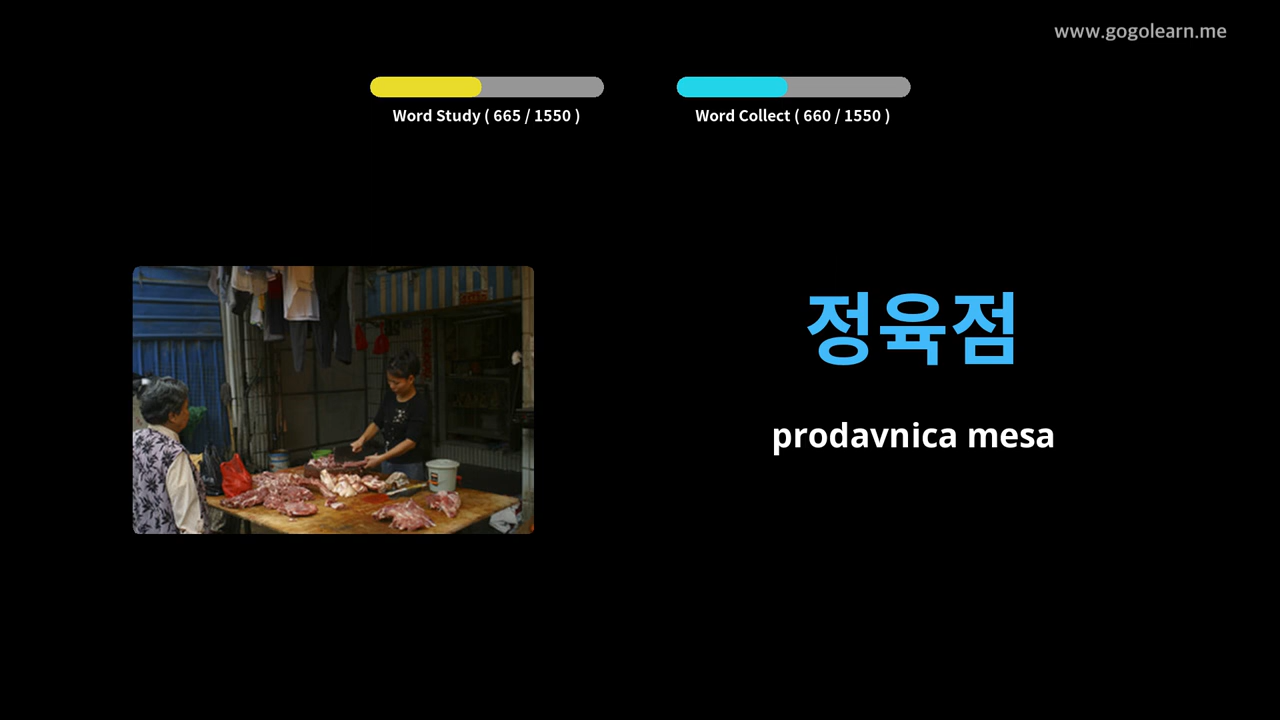 www.gogolearn.me
Word Study ( 665 / 1550 )
Word Collect ( 660 / 1550 )
정육점
prodavnica mesa